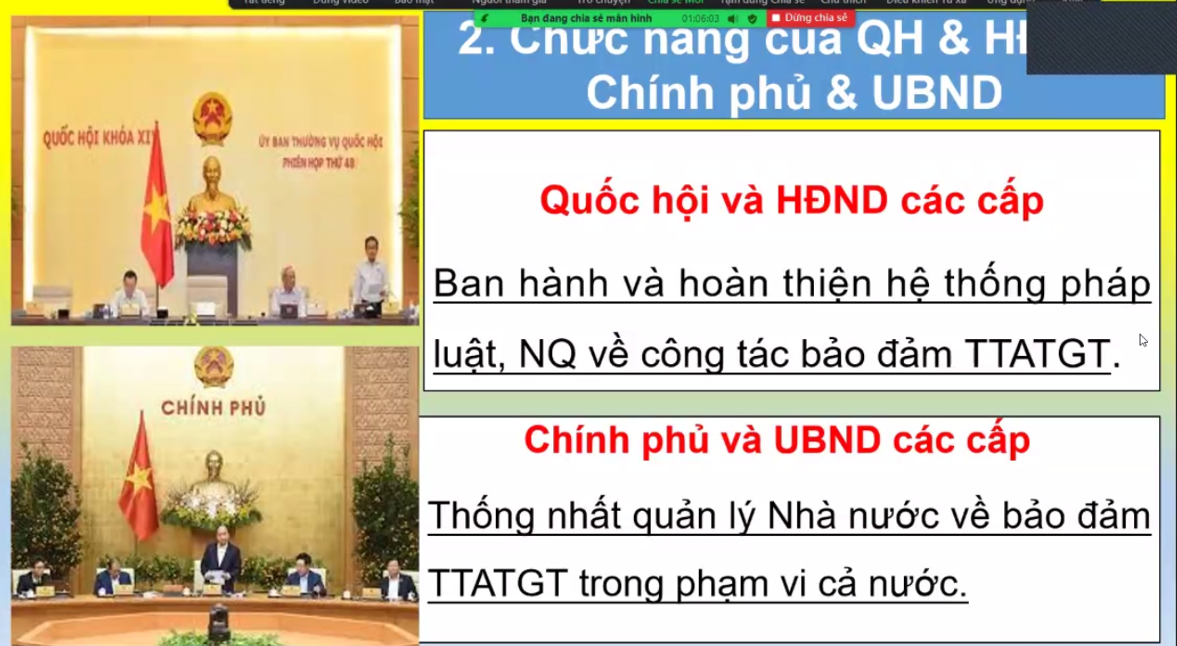 Bạn đang chia sẻ màn hình 01:06:03 Dừng chia sẻ
2. Chức năng của QH &
Chính phủ & UBND
QUỐC HỘI KHÓA XIV
ỦY BAN THƯỜNG VỤ QUỐC HỘI
PHIÊN HỌP THỨ 48
Quốc hội và HĐND các cấp
Ban hành và hoàn thiện hệ thống pháp
luật, NQ về công tác bảo đảm TTATGT.
CHÍNH PHỦ
Chính phủ và UBND các cấp
Thống nhất quản lý Nhà nước về bảo đảm
TTATGT trong phạm vi cả nước.